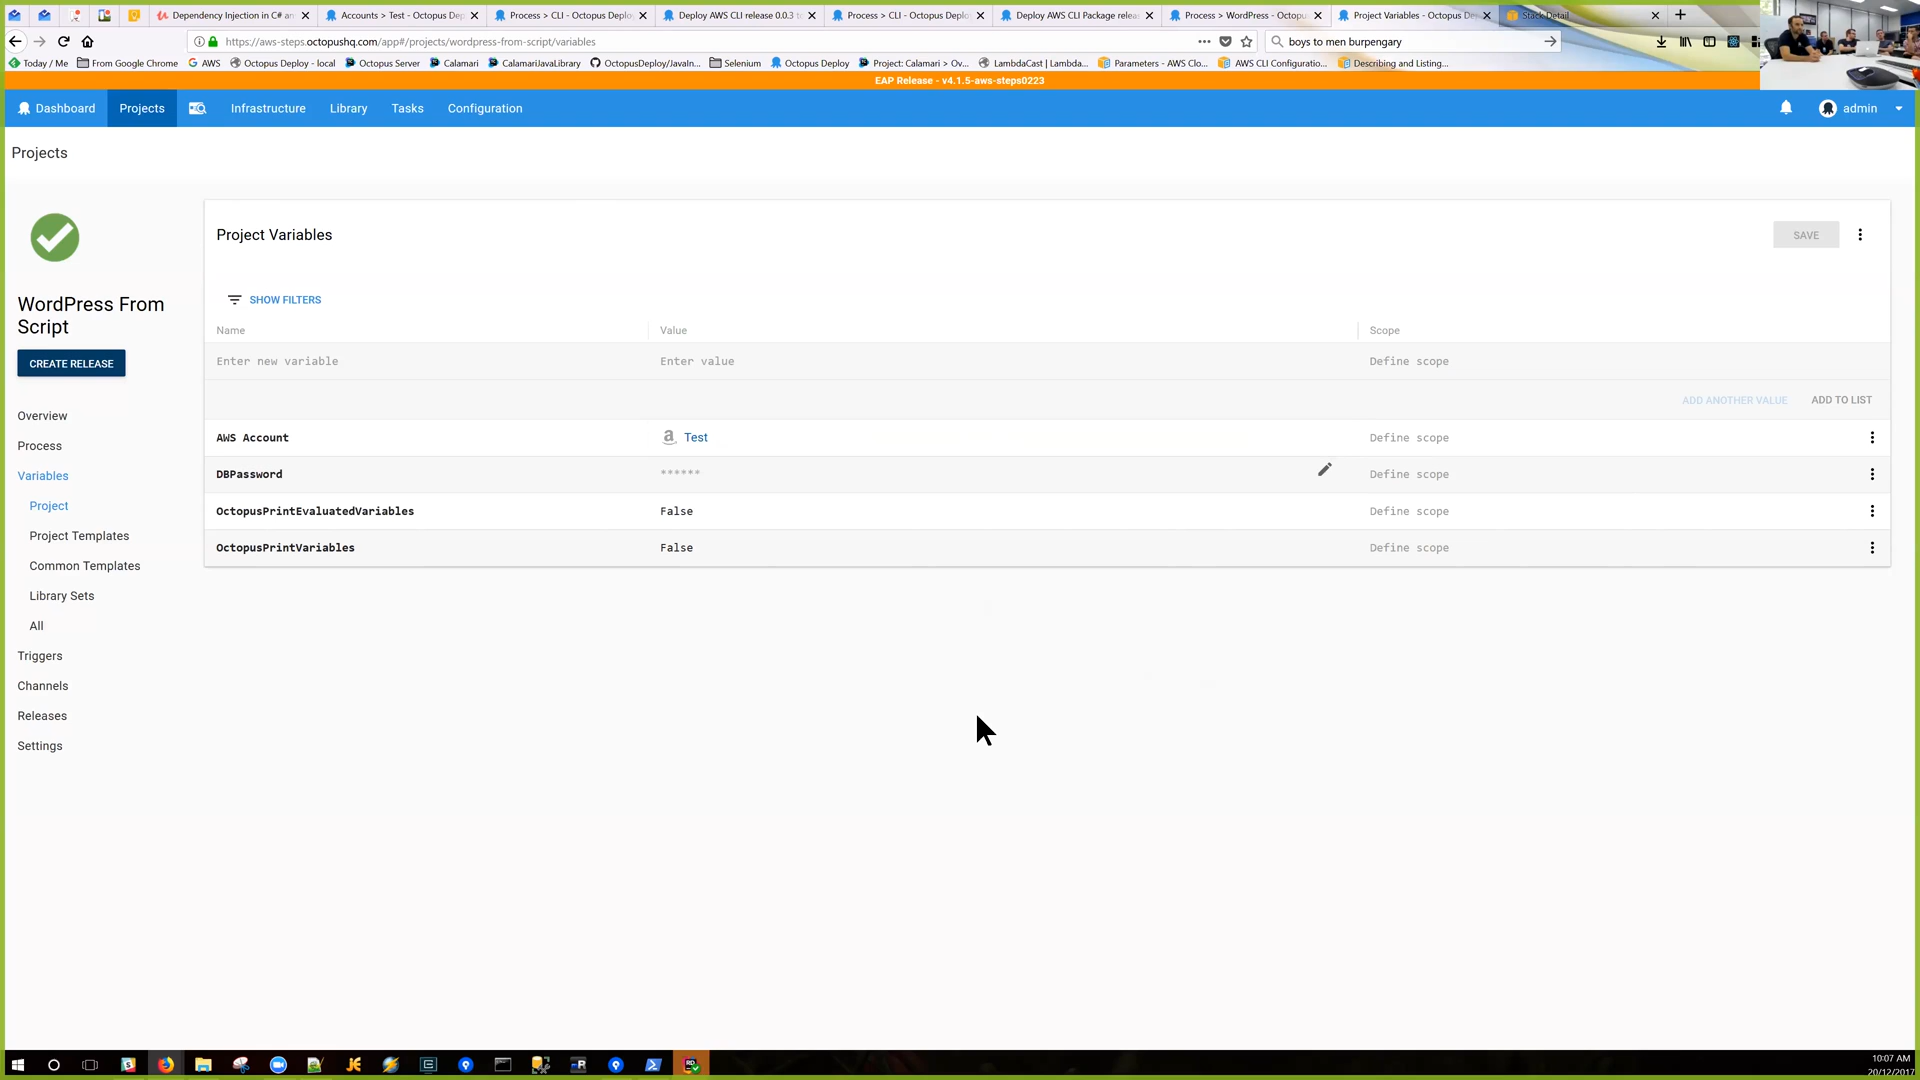 Dependency Injection in C# an
Accounts > Test - Octopus Dep
Process > CLI - Octopus Deplo
Deploy AWS CLI release 0.0.3 t
Process > CLI - Octopus Deplo
Deploy AWS CLI Package relea
Process > WordPress - Octopu
Project Variables - Octopus De
Stack Detail
https://aws-steps.octopushq.com/app#/projects/wordpress-from-script/variables
boys to men burpengary
Today / Me
From Google Chrome
AWS
Octopus Deploy - local
Octopus Server
Calamari
CalamariJavaLibrary
OctopusDeploy/JavaIn...
Selenium
Octopus Deploy
Project: Calamari > Ov...
LambdaCast | Lambda...
Parameters - AWS Clo...
AWS CLI Configuratio...
Describing and Listing...
EAP Release - v4.1.5-aws-steps0223
Dashboard
Projects
Infrastructure
Library
Tasks
Configuration
admin
Projects
WordPress From
Script
CREATE RELEASE
Overview
Process
Variables
Project
Project Templates
Common Templates
Library Sets
All
Triggers
Channels
Releases
Settings
Project Variables
SAVE
SHOW FILTERS
Name Value Scope
Enter new variable Enter value Define scope
ADD ANOTHER VALUE ADD TO LIST
AWS Account a Test Define scope
DBPassword ****** Define scope
OctopusPrintEvaluatedVariables False Define scope
OctopusPrintVariables False Define scope
10:07 AM
20/12/2017